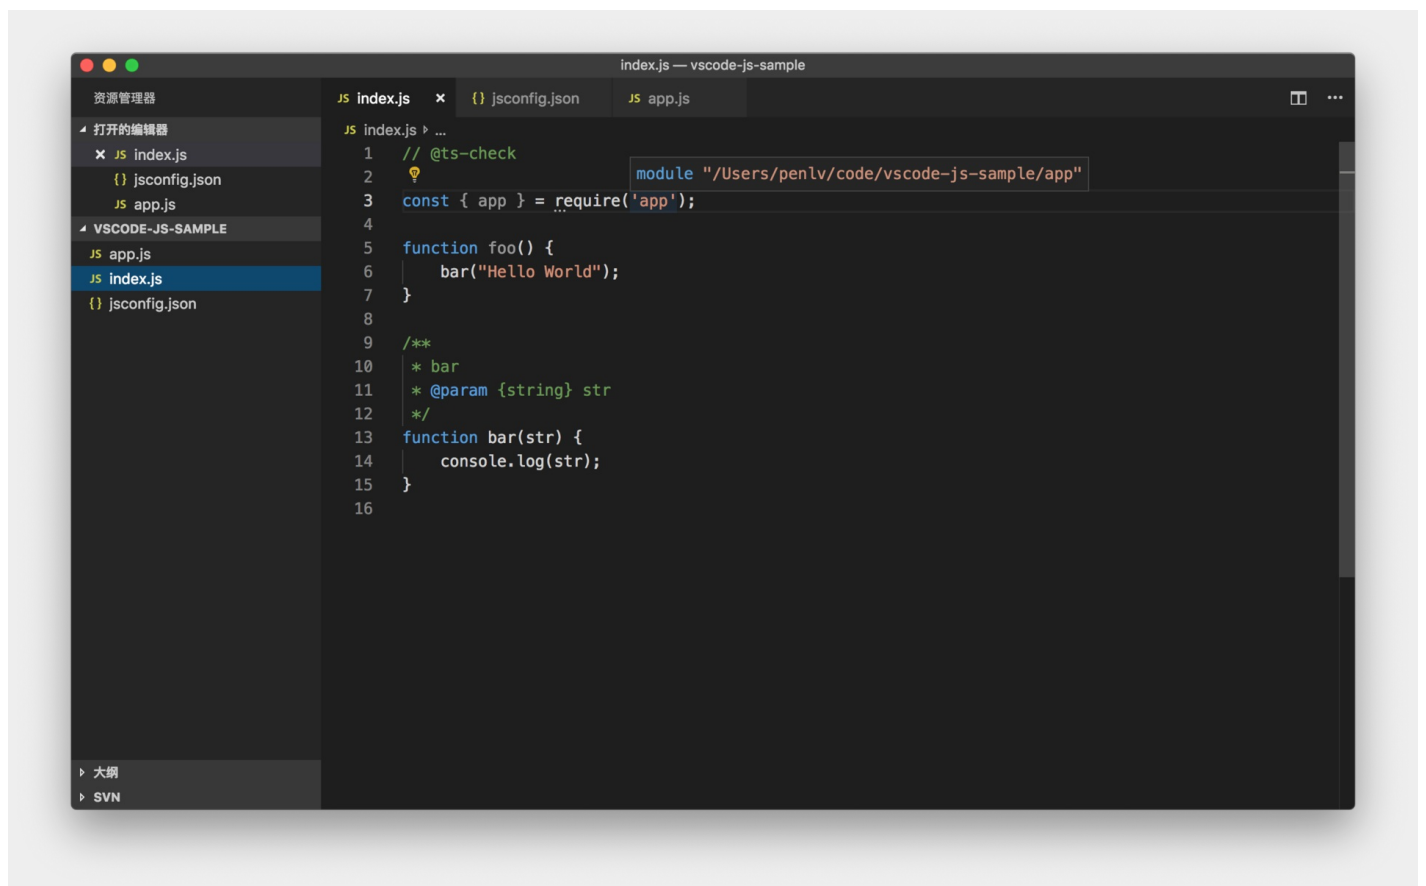 index.js — vscode-js-sample
资源管理器
JS index.js × {} jsconfig.json JS app.js ...
打开的编辑器
× JS index.js
{} jsconfig.json
JS app.js
VSCODE-JS-SAMPLE
JS app.js
JS index.js
{} jsconfig.json
大纲
SVN
JS index.js ▷ ...
1 // @ts-check
2
module "/Users/penlv/code/vscode-js-sample/app"
3 const { app } = require('app');
4
5 function foo() {
6 bar("Hello World");
7 }
8
9 /**
10 * bar
11 * @param {string} str
12 */
13 function bar(str) {
14 console.log(str);
15 }
16